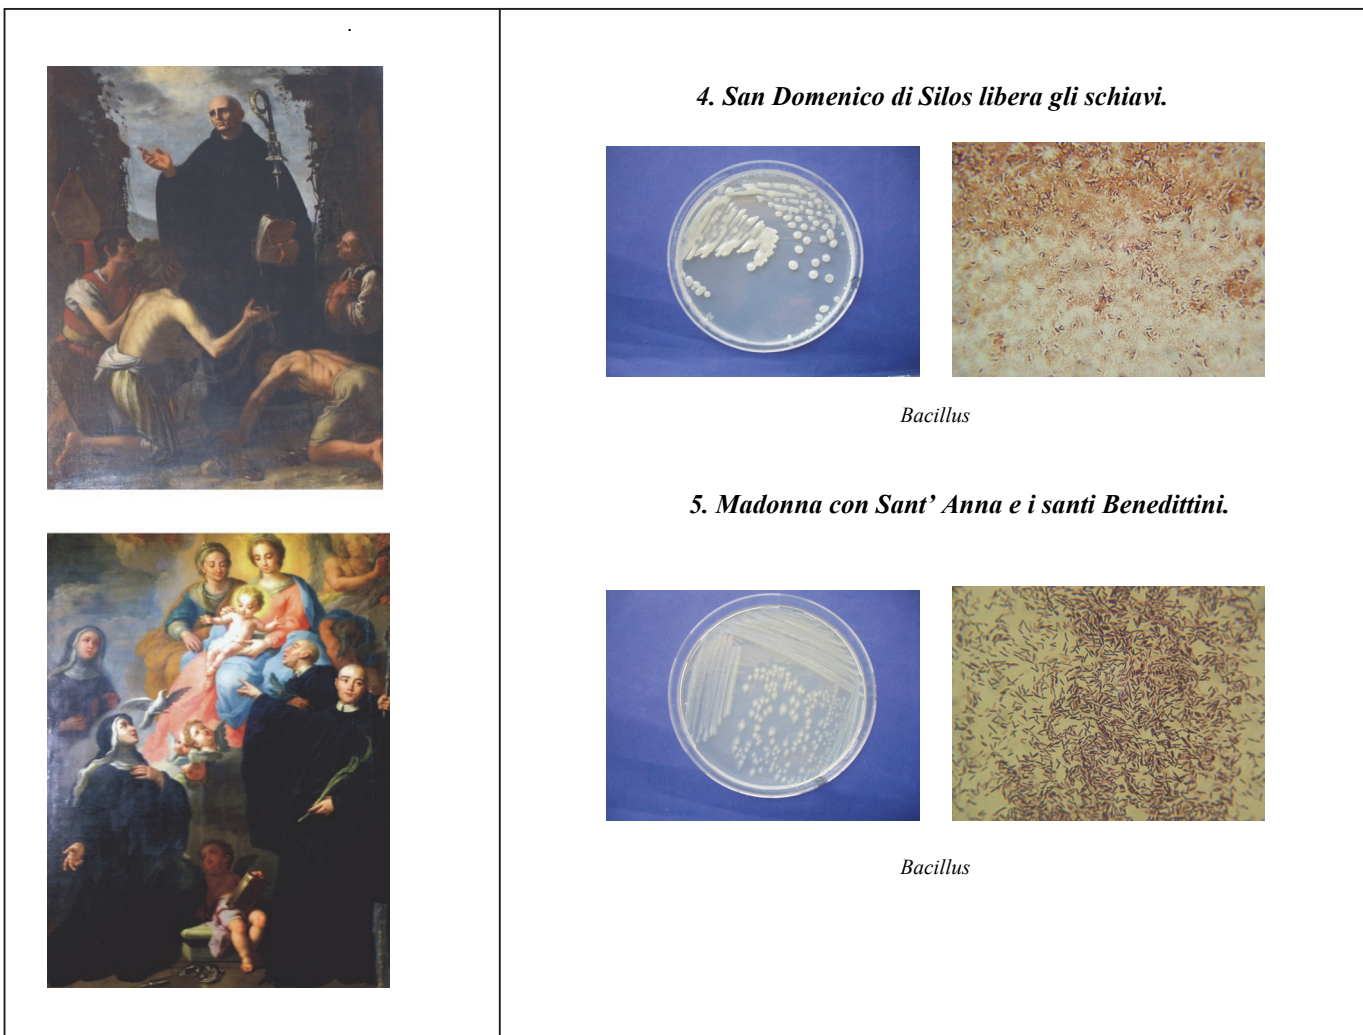 4. San Domenico di Silos libera gli schiavi.
Bacillus
5. Madonna con Sant’ Anna e i santi Benedittini.
Bacillus